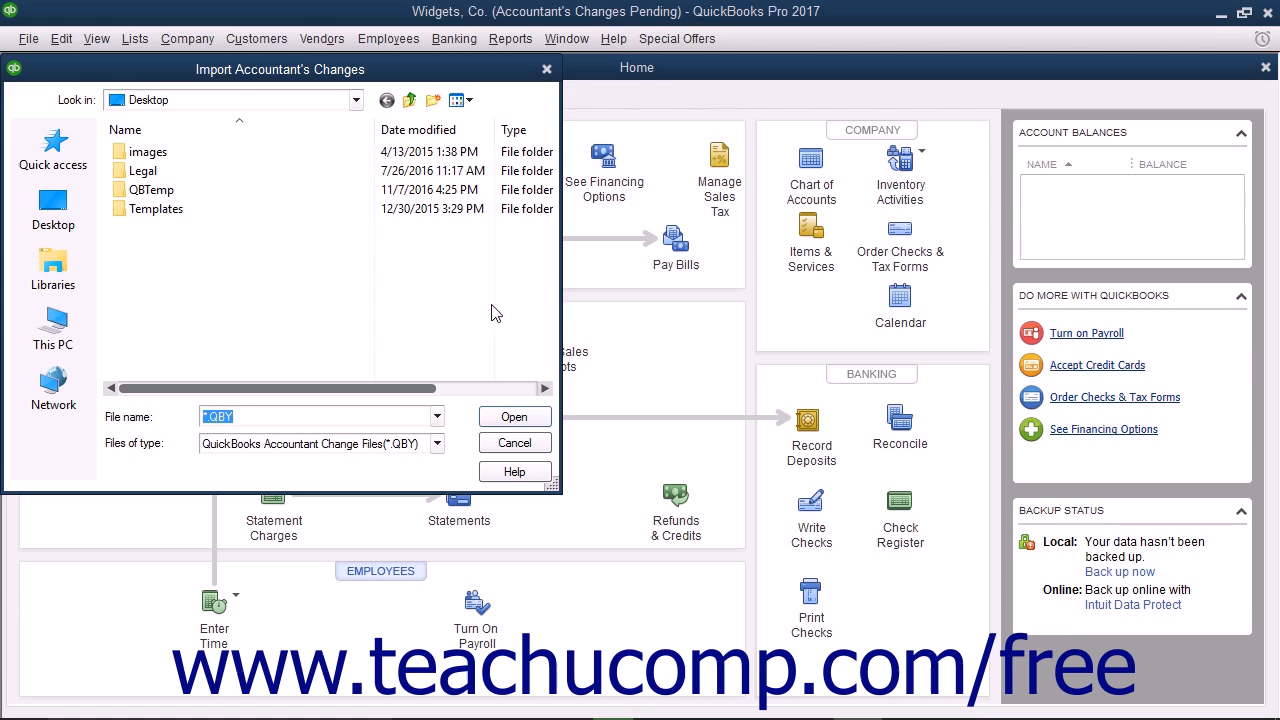 Widgets, Co. (Accountant's Changes Pending) - QuickBooks Pro 2017
File Edit View Lists Company Customers Vendors Employees Banking Reports Window Help Special Offers
Import Accountant's Changes
Home
Look in: Desktop
Name Date modified Type
images 4/13/2015 1:38 PM File folder
Legal 7/26/2016 11:17 AM File folder
QBTemp 11/7/2016 4:25 PM File folder
Templates 12/30/2015 3:29 PM File folder
Quick access
Desktop
Libraries
This PC
Network
File name: *.QBY
Open
Files of type: QuickBooks Accountant Change Files(*.QBY)
Cancel
Help
See Financing
Options
Manage
Sales
Tax
Pay Bills
Sales
pts
Statement
Charges
Statements
Refunds
& Credits
EMPLOYEES
Enter
Time
Turn On
Payroll
COMPANY
Chart of
Accounts
Inventory
Activities
Items &
Services
Order Checks &
Tax Forms
Calendar
BANKING
Record
Deposits
Reconcile
Write
Checks
Check
Register
Print
Checks
ACCOUNT BALANCES
NAME BALANCE
DO MORE WITH QUICKBOOKS
Turn on Payroll
Accept Credit Cards
Order Checks & Tax Forms
See Financing Options
BACKUP STATUS
Local: Your data hasn't been
backed up.
Back up now
Online: Back up online with
Intuit Data Protect
www.teachucomp.com/free